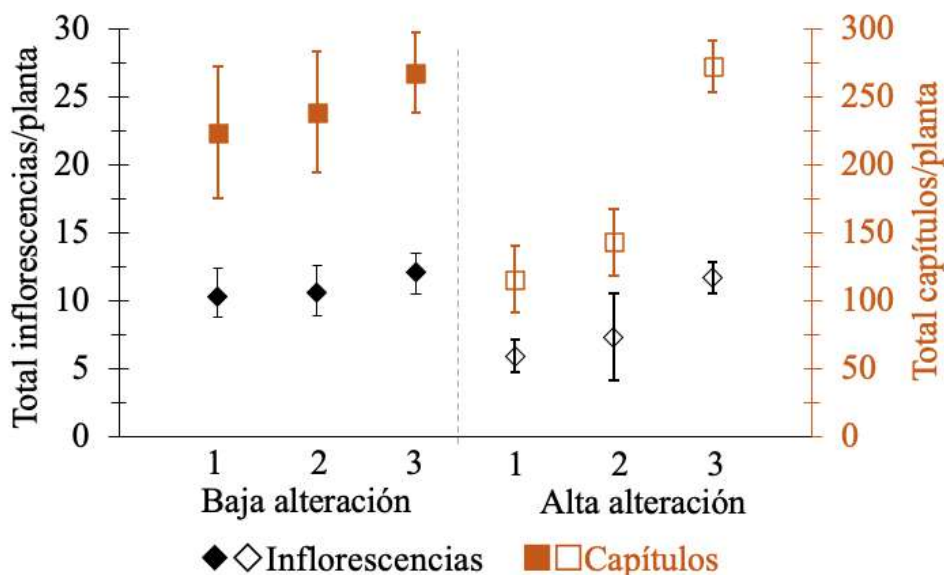 Total inflorescencias/planta
30
25
20
15
10
5
0
300
250
200
150
100
50
0
Total capítulos/planta
1 2 3 1 2 3
Baja alteración Alta alteración
Inflorescencias Capítulos